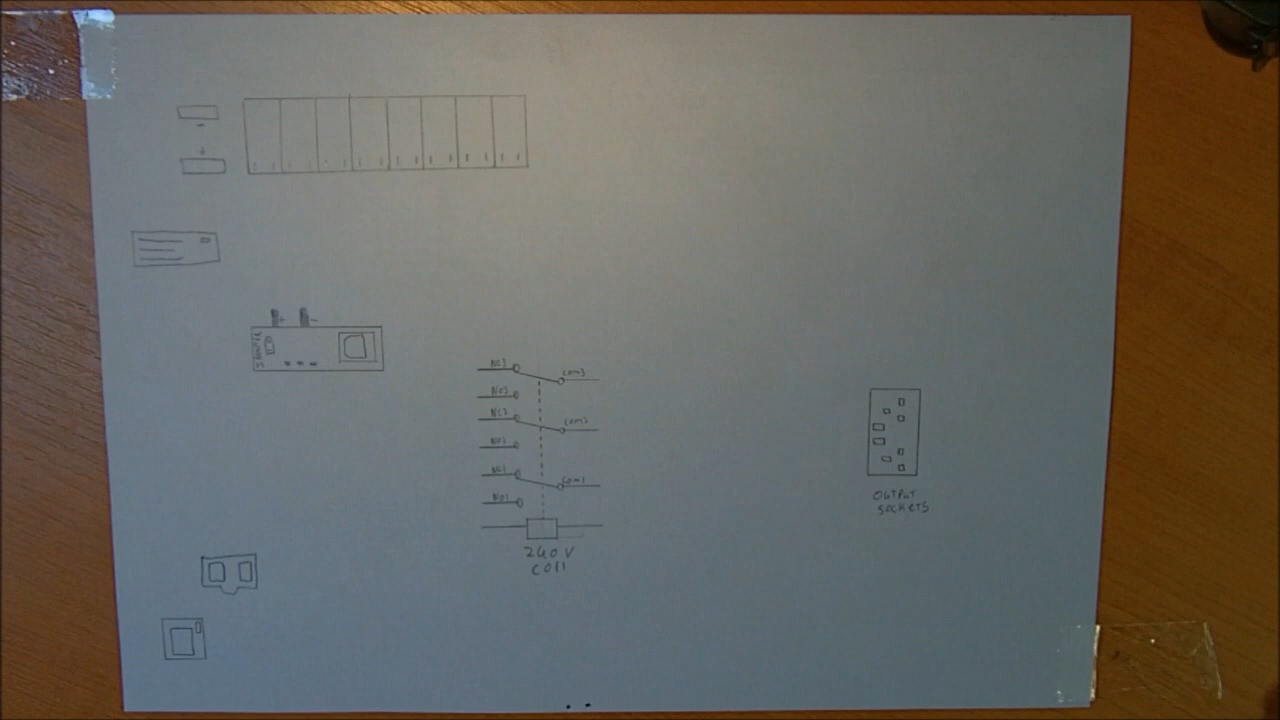 -
+
+ -
NC3
COM3
NO3
NC2
COM2
NO2
NC1
COM1
NO1
240V
COIL
OUTPUT
SOCKETS